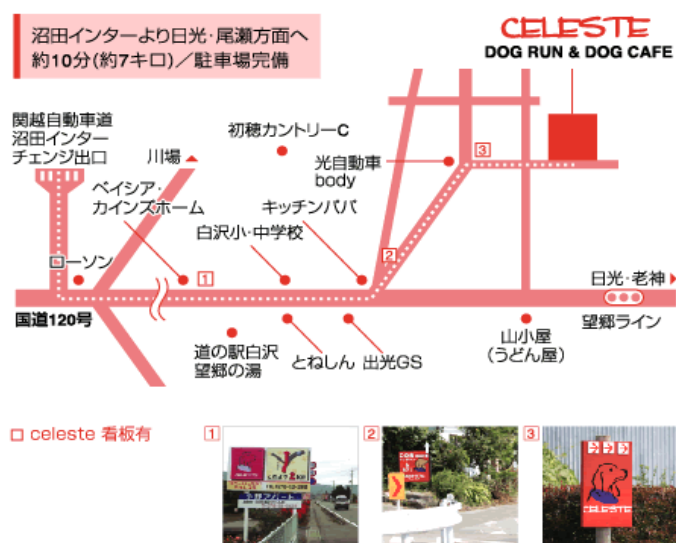 沼田インターより日光・尾瀬方面へ
約10分(約7キロ)／駐車場完備
CELESTE
DOG RUN & DOG CAFE
関越自動車道
沼田インター
チェンジ出口
川場
初穂カントリーC
光自動車
body
3
ベイシア・
カインズホーム
キッチンパパ
白沢小・中学校
2
ローソン
1
日光・老神
国道120号
望郷ライン
道の駅白沢
望郷の湯
とねしん
出光GS
山小屋
(うどん屋)
celeste 看板有
1
2
3
CELESTE